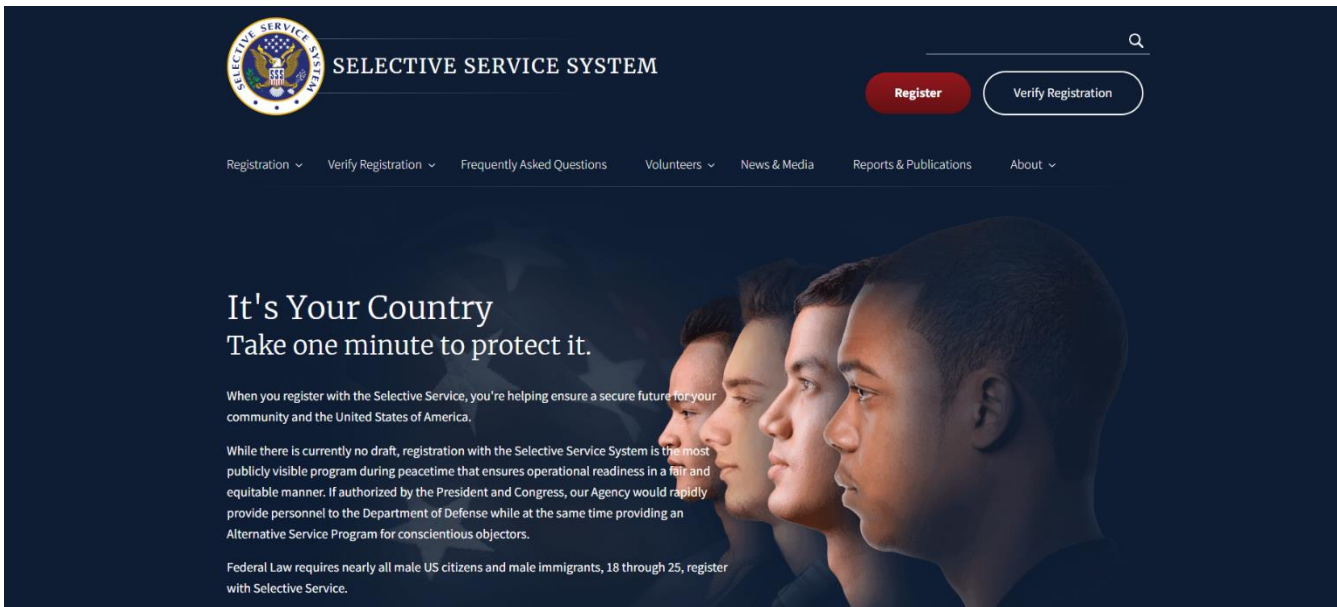 SELECTIVE SERVICE SYSTEM
SSS
SELECTIVE SERVICE SYSTEM
Register
Verify Registration
Registration
Verify Registration
Frequently Asked Questions
Volunteers
News & Media
Reports & Publications
About
It's Your Country
Take one minute to protect it.
When you register with the Selective Service, you're helping ensure a secure future for your
community and the United States of America.
While there is currently no draft, registration with the Selective Service System is the most
publicly visible program during peacetime that ensures operational readiness in a fair and
equitable manner. If authorized by the President and Congress, our Agency would rapidly
provide personnel to the Department of Defense while at the same time providing an
Alternative Service Program for conscientious objectors.
Federal Law requires nearly all male US citizens and male immigrants, 18 through 25, register
with Selective Service.